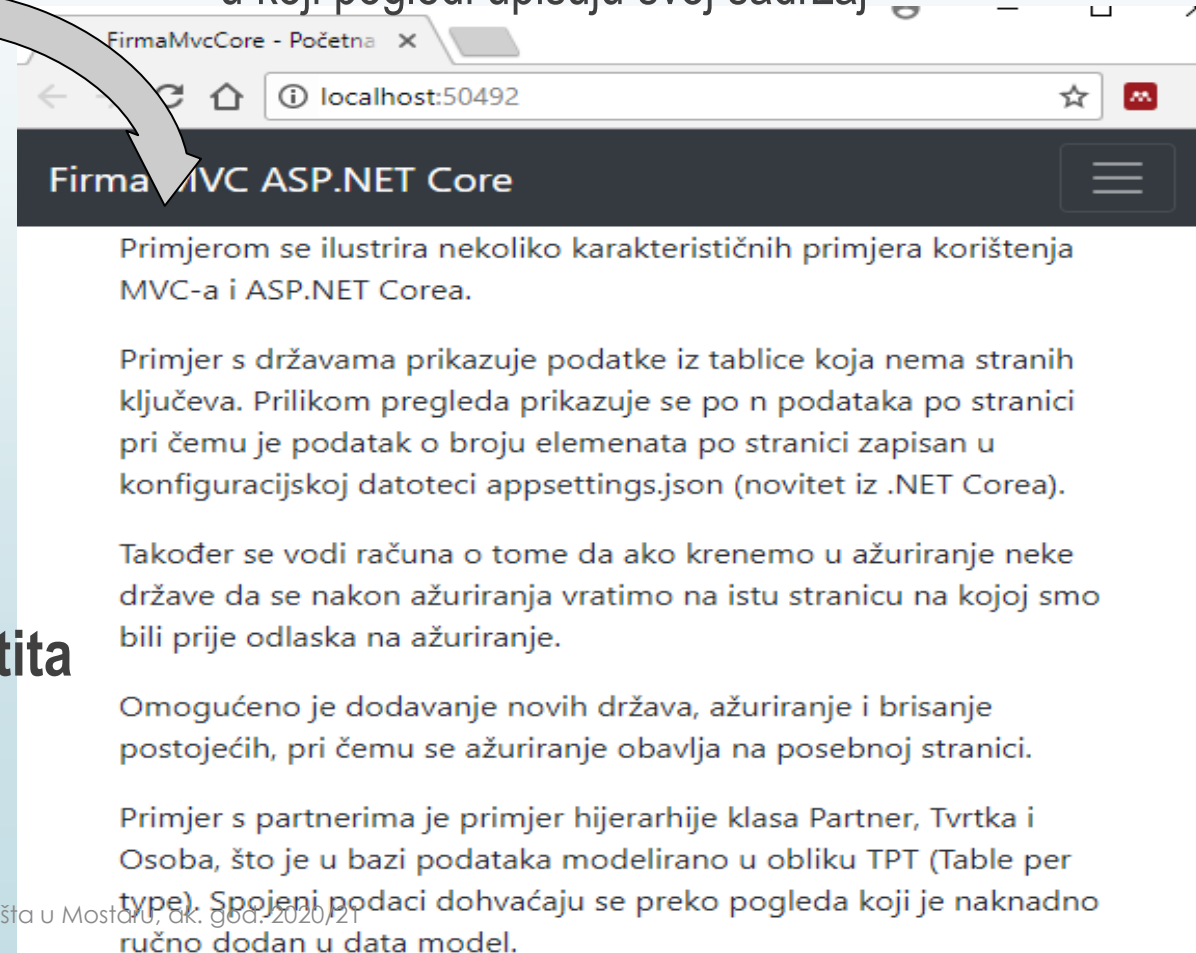 u koji pogledi upisuju svoj sadržaj
FirmaMvcCore - Početna
localhost:50492
Firma MVC ASP.NET Core
Primjerom se ilustrira nekoliko karakterističnih primjera korištenja
MVC-a i ASP.NET Corea.
Primjer s državama prikazuje podatke iz tablice koja nema stranih
ključeva. Prilikom pregleda prikazuje se po n podataka po stranici
pri čemu je podatak o broju elemenata po stranici zapisan u
konfiguracijskoj datoteci appsettings.json (novitet iz .NET Corea).
Također se vodi računa o tome da ako krenemo u ažuriranje neke
države da se nakon ažuriranja vratimo na istu stranicu na kojoj smo
bili prije odlaska na ažuriranje.
tita
Omogućeno je dodavanje novih država, ažuriranje i brisanje
postojećih, pri čemu se ažuriranje obavlja na posebnoj stranici.
Primjer s partnerima je primjer hijerarhije klasa Partner, Tvrtka i
Osoba, što je u bazi podataka modelirano u obliku TPT (Table per
type). Spojeni podaci dohvaćaju se preko pogleda koji je naknadno
šta u Mostaru, ak. god. 2020/21
ručno dodan u data model.